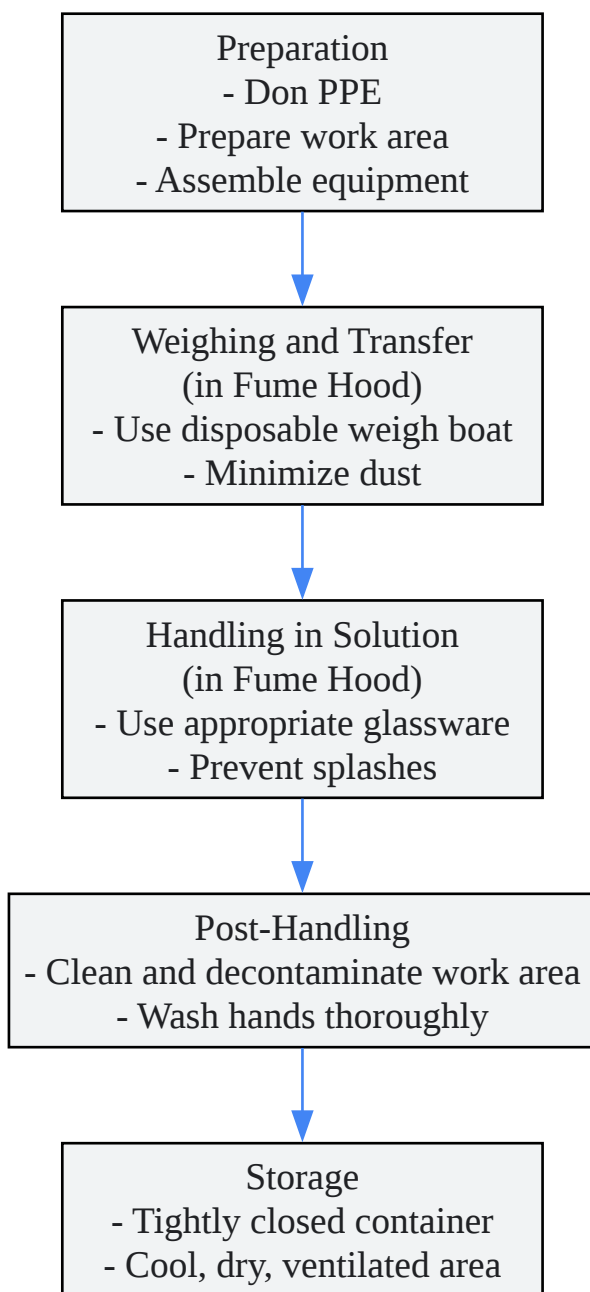 Preparation
- Don PPE
- Prepare work area
- Assemble equipment
Weighing and Transfer
(in Fume Hood)
- Use disposable weigh boat
- Minimize dust
Handling in Solution
(in Fume Hood)
- Use appropriate glassware
- Prevent splashes
Post-Handling
- Clean and decontaminate work area
- Wash hands thoroughly
Storage
- Tightly closed container
- Cool, dry, ventilated area